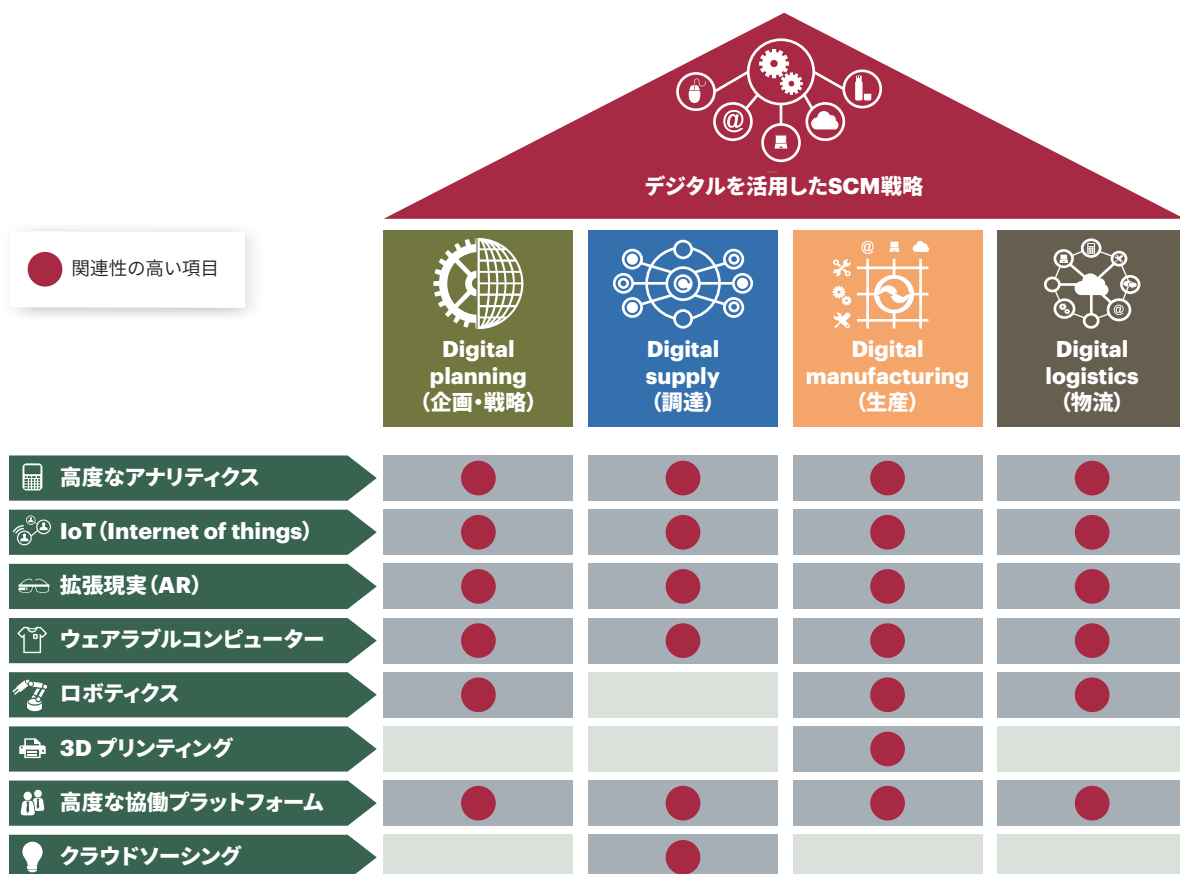 デジタルを活用したSCM戦略
関連性の高い項目
Digital
planning
（企画・戦略）
Digital
supply
（調達）
Digital
manufacturing
（生産）
Digital
logistics
（物流）
高度なアナリティクス
IoT（Internet of things）
拡張現実（AR）
ウェアラブルコンピューター
ロボティクス
3D プリンティング
高度な協働プラットフォーム
クラウドソーシング